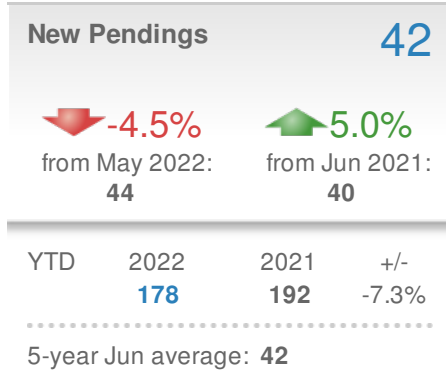 New Pendings 42
-4.5% 5.0%
from May 2022: from Jun 2021:
44 40
YTD 2022 2021 +/-
178 192 -7.3%
5-year Jun average: 42